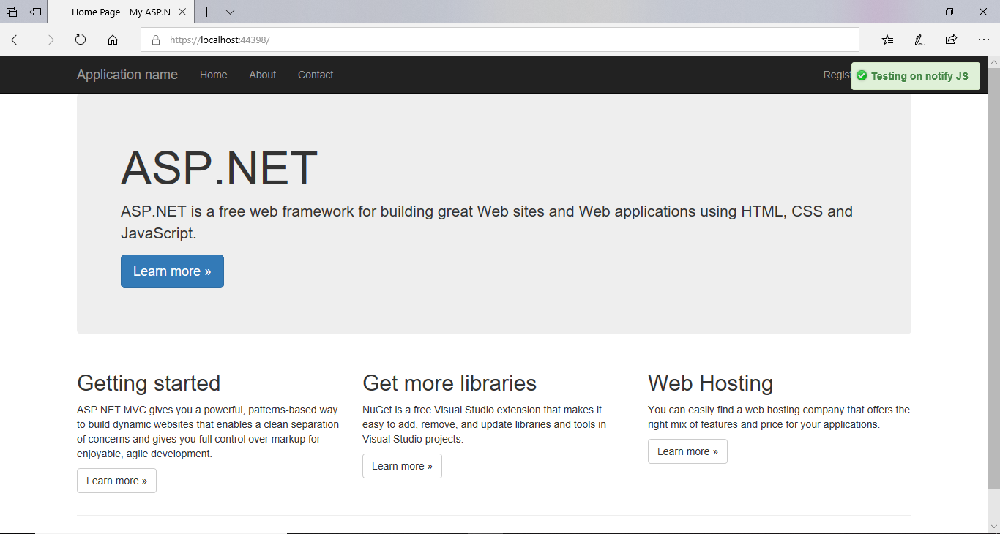 Home Page - My ASP.N
https://localhost:44398/
Application name Home About Contact Regist
Testing on notify JS
ASP.NET
ASP.NET is a free web framework for building great Web sites and Web applications using HTML, CSS and
JavaScript.
Learn more »
Getting started
ASP.NET MVC gives you a powerful, patterns-based way
to build dynamic websites that enables a clean separation
of concerns and gives you full control over markup for
enjoyable, agile development.
Learn more »
Get more libraries
NuGet is a free Visual Studio extension that makes it
easy to add, remove, and update libraries and tools in
Visual Studio projects.
Learn more »
Web Hosting
You can easily find a web hosting company that offers the
right mix of features and price for your applications.
Learn more »